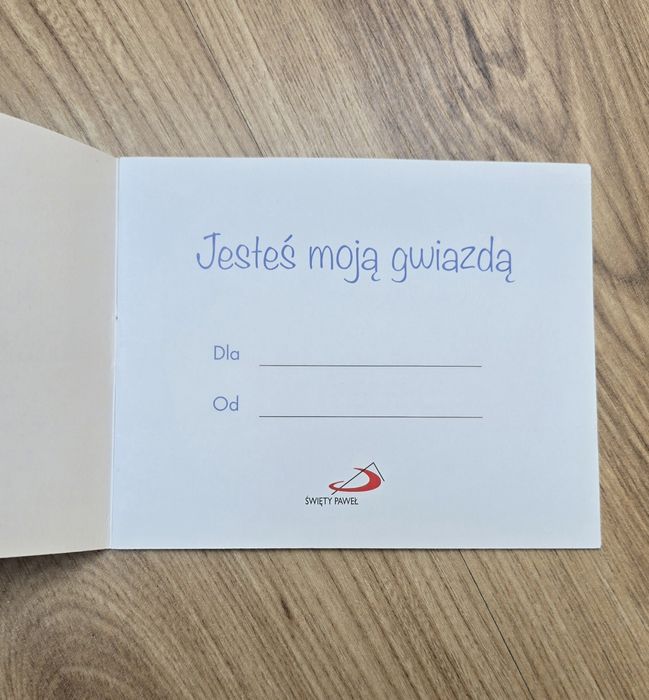 Jesteś moją gwiazdą
Dla
Od
ŚWIĘTY PAWEŁ